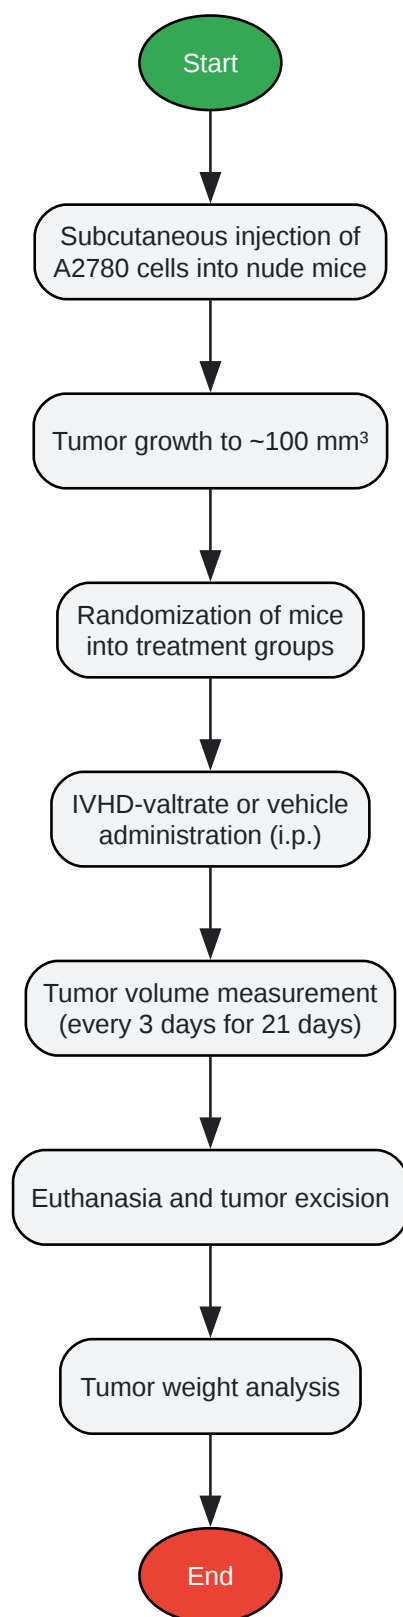 Start
Subcutaneous injection of
A2780 cells into nude mice
Tumor growth to ~100 mm³
Randomization of mice
into treatment groups
IVHD-valtrate or vehicle
administration (i.p.)
Tumor volume measurement
(every 3 days for 21 days)
Euthanasia and tumor excision
Tumor weight analysis
End